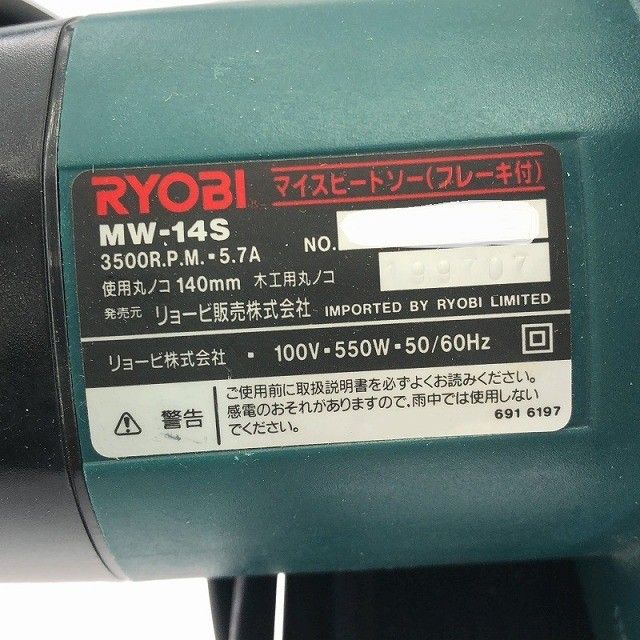 RYOBI マイスピードソー(ブレーキ付)
MW-14S
NO.
3500R.P.M.・5.7A
199707
使用丸ノコ 140mm 木工用丸ノコ
発売元 リョービ販売株式会社 IMPORTED BY RYOBI LIMITED
リョービ株式会社 ・ 100V・550W・50/60Hz
警告
ご使用前に取扱説明書を必ずよくお読みください。
感電のおそれがありますので、雨中では使用しない
でください。
691 6197